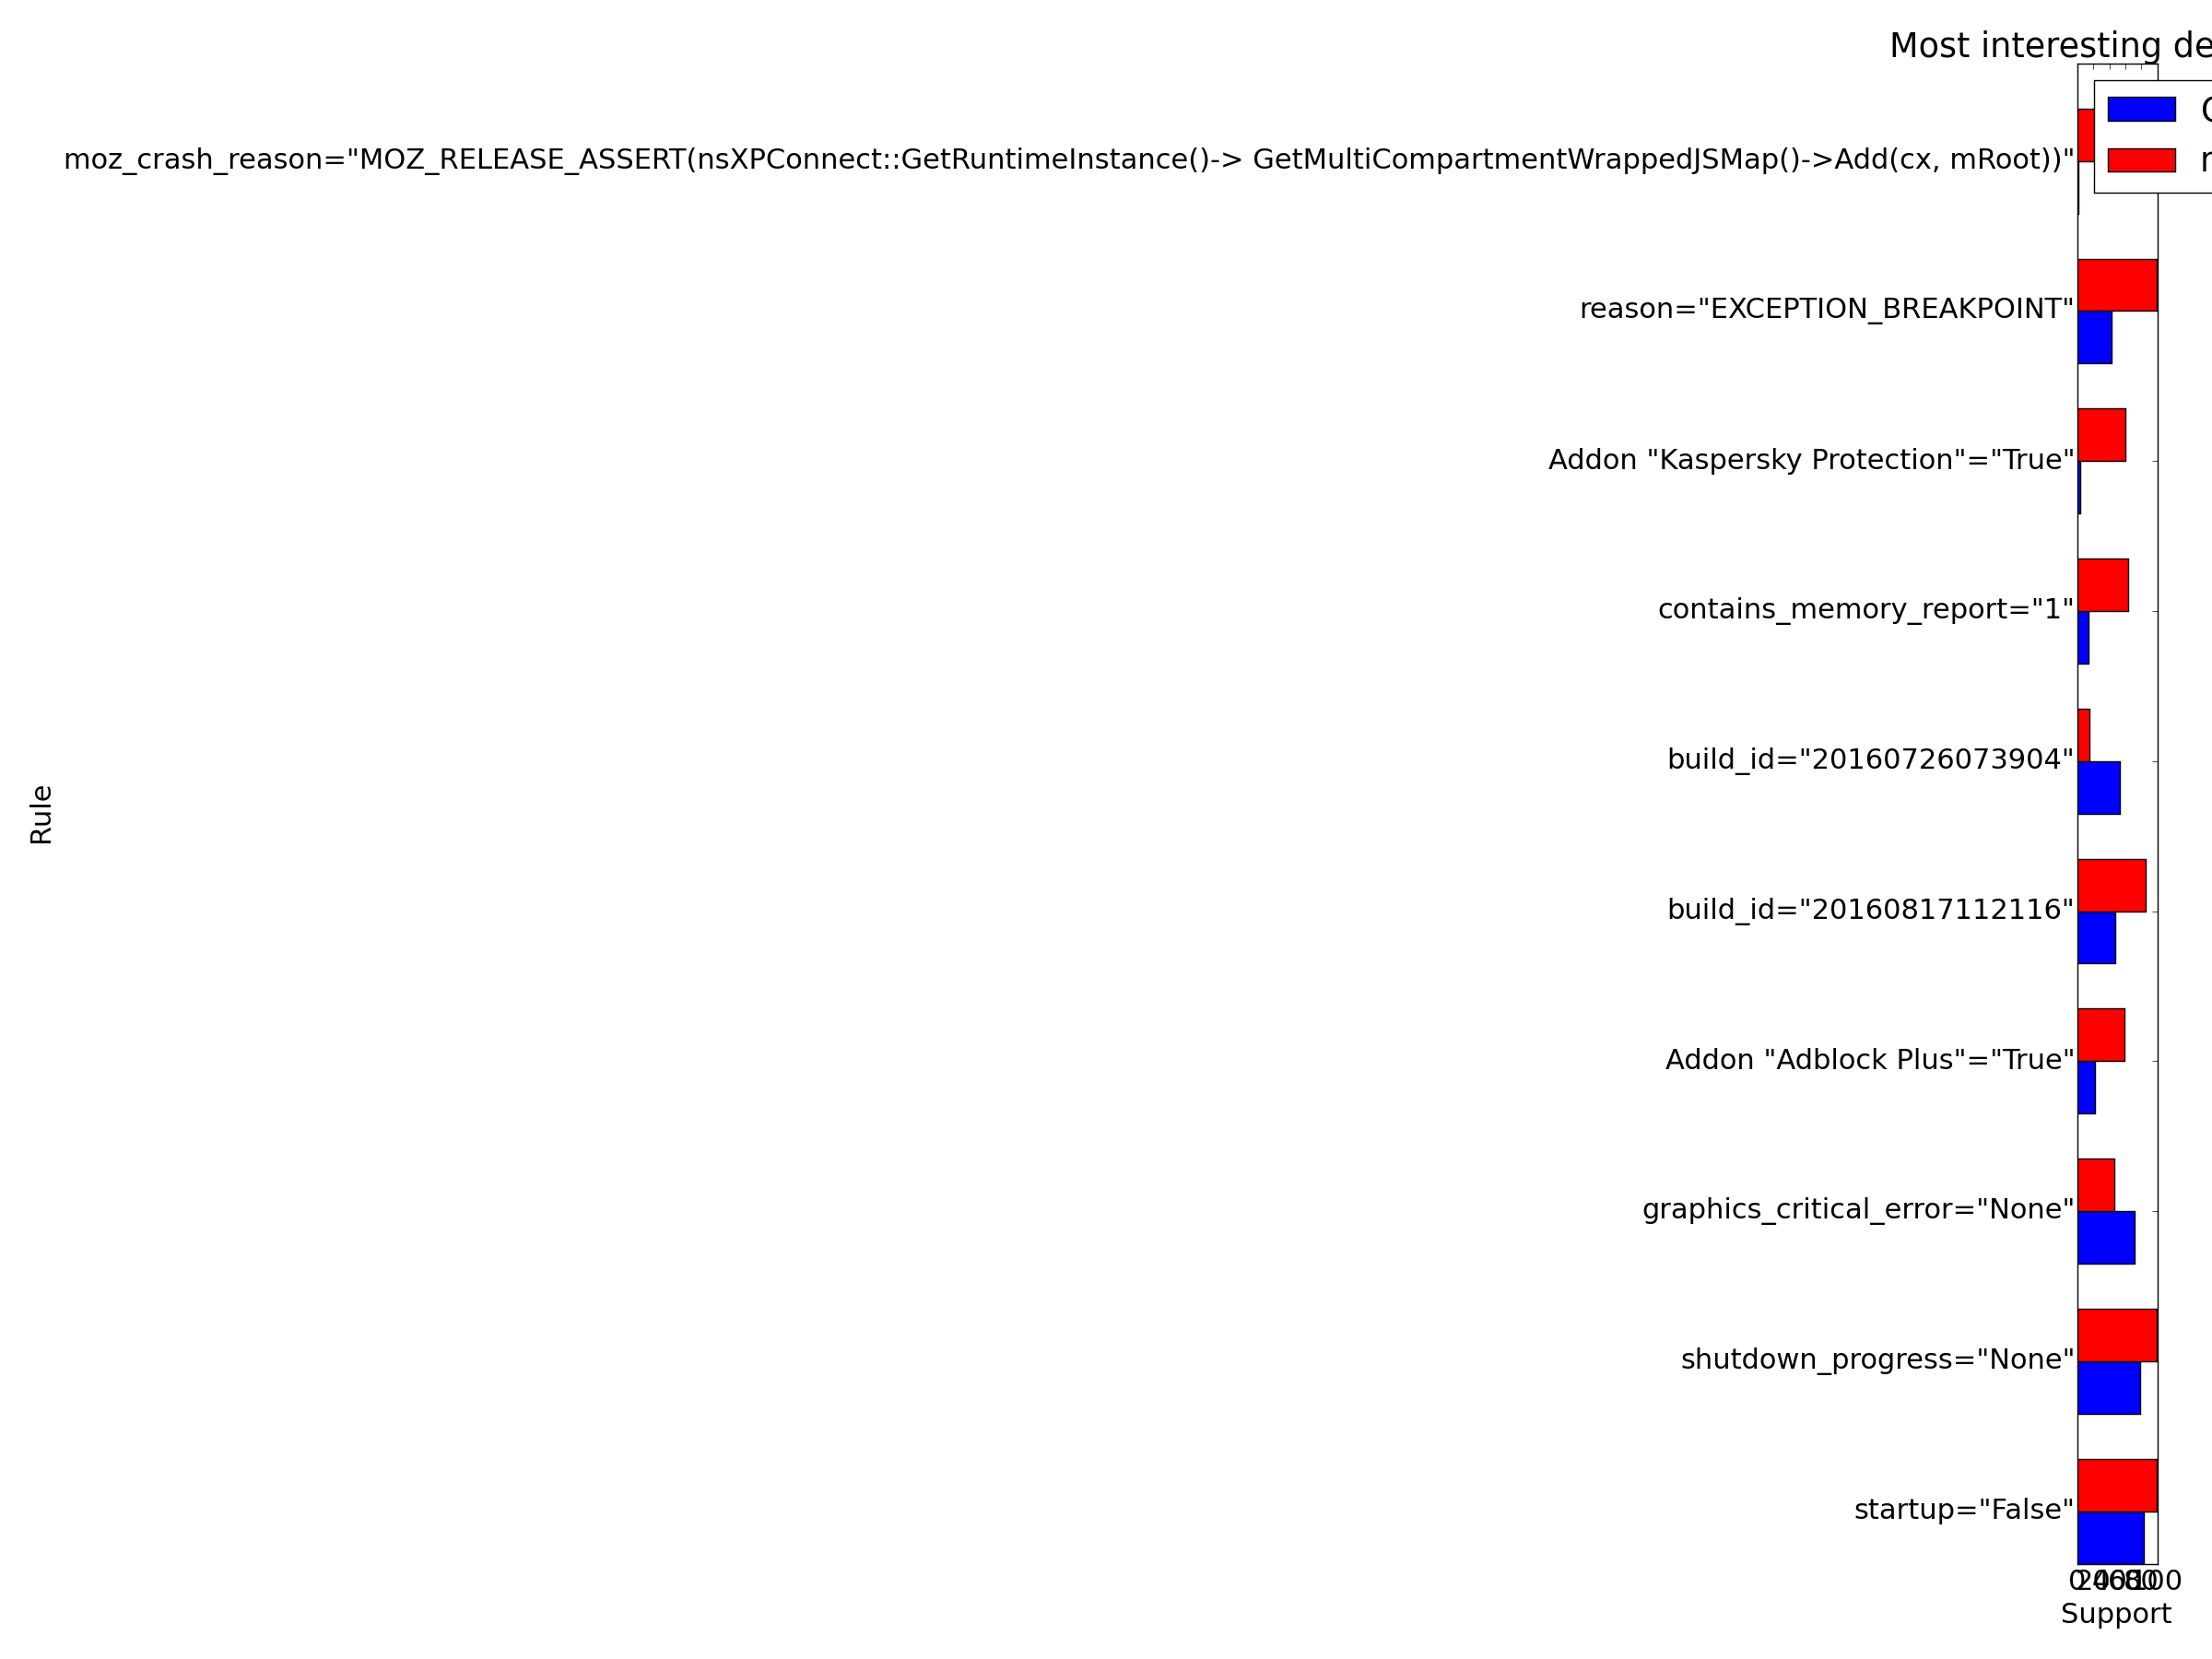 Most interesting de
moz_crash_reason="MOZ_RELEASE_ASSERT(nsXPConnect::GetRuntimeInstance()-> GetMultiCompartmentWrappedJSMap()->Add(cx, mRoot))"
reason="EXCEPTION_BREAKPOINT"
Addon "Kaspersky Protection"="True"
contains_memory_report="1"
build_id="20160726073904"
Rule
build_id="20160817112116"
Addon "Adblock Plus"="True"
graphics_critical_error="None"
shutdown_progress="None"
startup="False"
0 20 40 60 80 100
Support